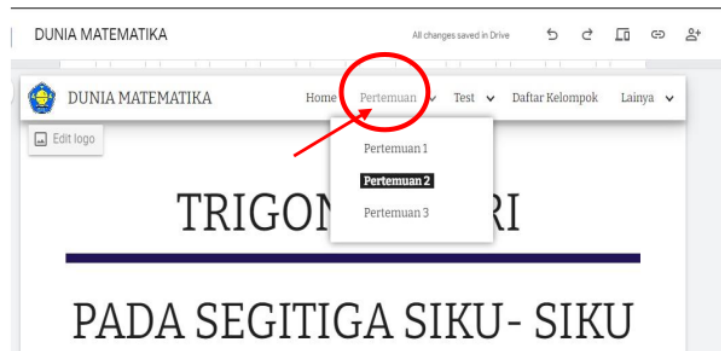 DUNIA MATEMATIKA All changes saved in Drive
DUNIA MATEMATIKA Home Pertemuan Test Daftar Kelompok Lainya
Edit logo
Pertemuan 1
Pertemuan 2
Pertemuan 3
TRIGON RI
PADA SEGITIGA SIKU- SIKU